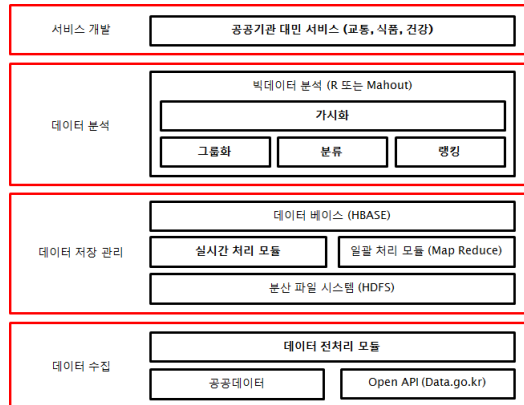 서비스 개발
공공기관 대민 서비스 (교통, 식품, 건강)
데이터 분석
빅데이터 분석 (R 또는 Mahout)
가시화
그룹화
분류
랭킹
데이터 저장 관리
데이터 베이스 (HBASE)
실시간 처리 모듈
일괄 처리 모듈 (Map Reduce)
분산 파일 시스템 (HDFS)
데이터 수집
데이터 전처리 모듈
공공데이터
Open API (Data.go.kr)